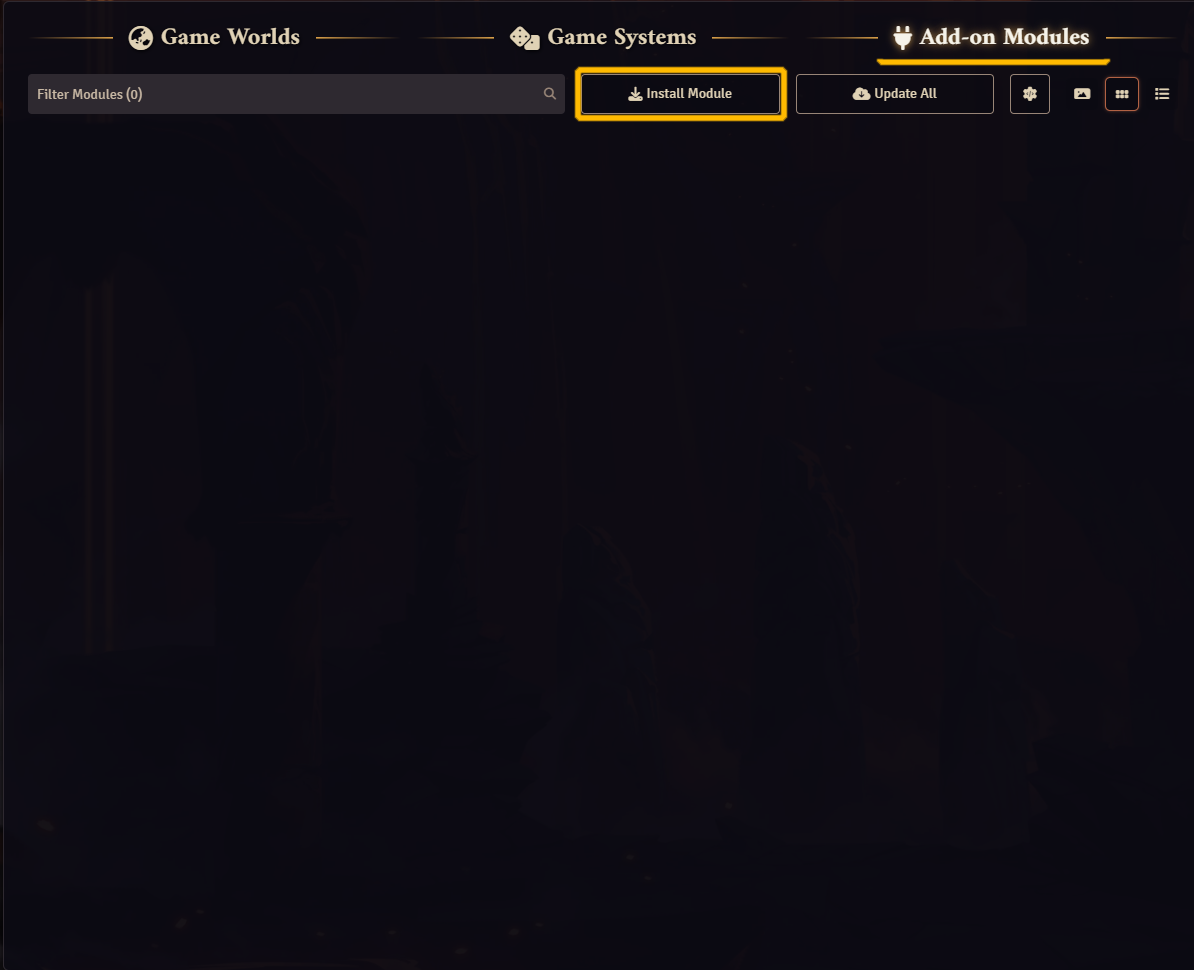 Game Worlds
Game Systems
Add-on Modules
Filter Modules (0)
Install Module
Update All